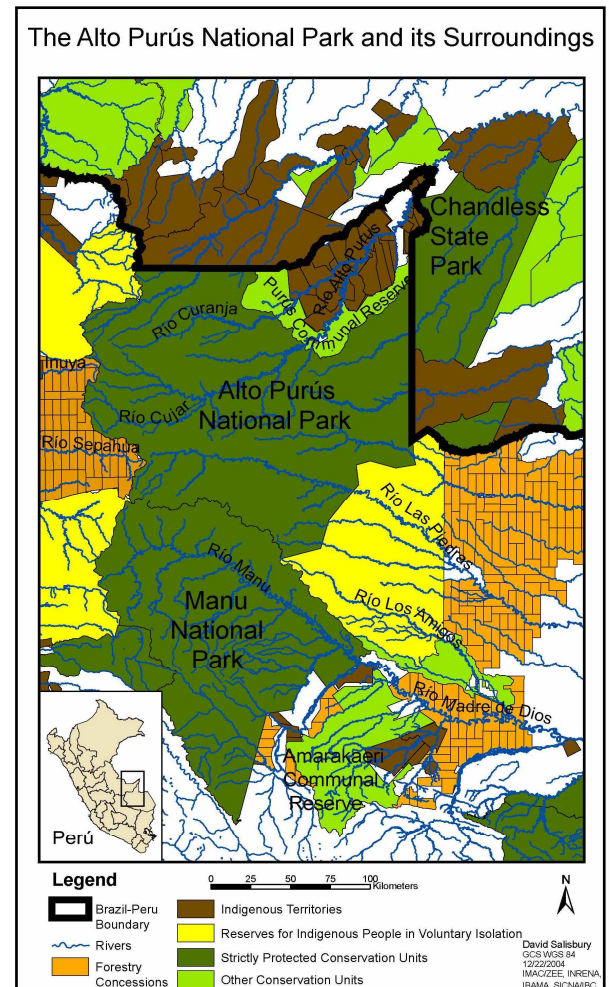 The Alto Purús National Park and its Surroundings
Chandless
State
Park
Río Alto Purus
Purús Communal Reserve
Río Curanja
Inuya
Alto Purús
National Park
Río Cujar
Río Sepahua
Río Las Piedras
Río Manu
Manu
National
Park
Río Los Amigos
Río Madre de Dios
Amarakaeri
Communal
Reserve
Perú
Legend
0 25 50 75 100
Kilometers
N
Brazil-Peru
Boundary
Rivers
Forestry
Concessions
Indigenous Territories
Reserves for Indigenous People in Voluntary Isolation
Strictly Protected Conservation Units
Other Conservation Units
David Salisbury
GCS WGS 84
12/22/2004
IMAC/ZEE, INRENA,
IBAMA, SICNA/IBC